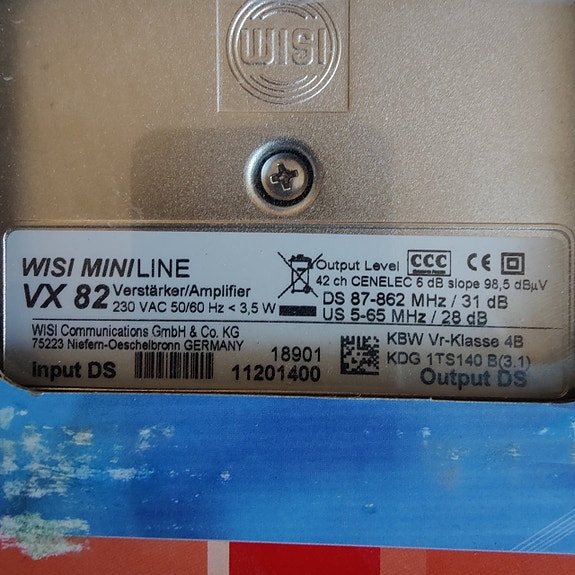 WISI
WISI MINILINE
VX 82 Verstärker/Amplifier
230 VAC 50/60 Hz < 3,5 W
WISI Communications GmbH & Co. KG
75223 Niefern-Oeschelbronn GERMANY
input DS
18901
11201400
Output Level CCC CE
42 ch CENELEC 6 dB slope 98,5 dBµV
DS 87-862 MHz / 31 dB
US 5-65 MHz / 28 dB
KBW Vr-Klasse 4B
KDG 1TS140 B(3.1)
Output DS